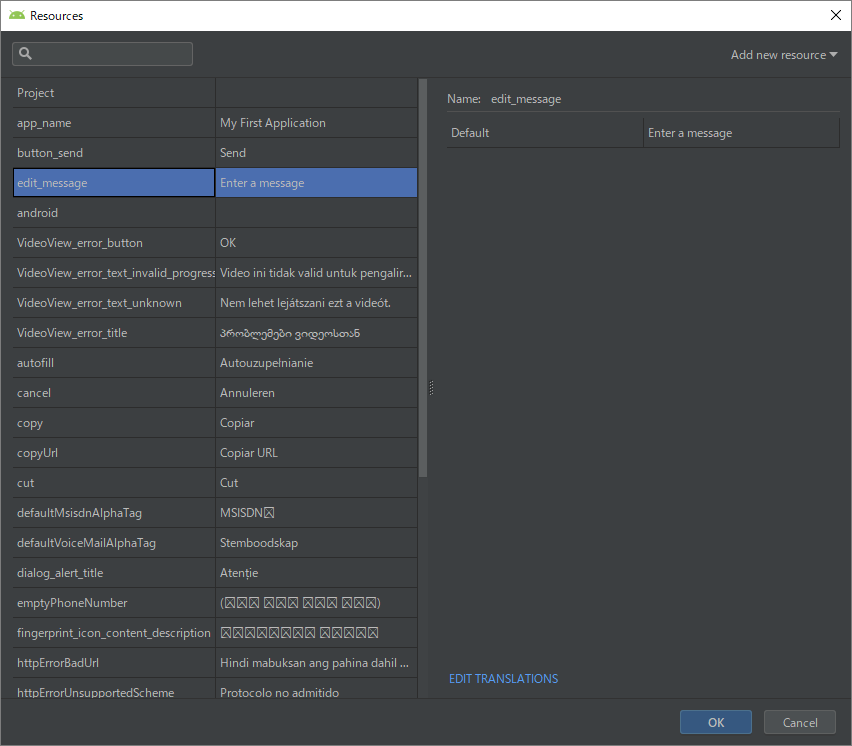 Resources
Add new resource
Project
app_name My First Application
button_send Send
edit_message Enter a message
android
VideoView_error_button OK
VideoView_error_text_invalid_progress Video ini tidak valid untuk pengalir...
VideoView_error_text_unknown Nem lehet lejátszani ezt a videót.
VideoView_error_title პრობლემები ვიდეოსთან
autofill Autouzupełnianie
cancel Annuleren
copy Copiar
copyUrl Copiar URL
cut Cut
defaultMsisdnAlphaTag MSISDN
defaultVoiceMailAlphaTag Stemboodskap
dialog_alert_title Atenție
emptyPhoneNumber
fingerprint_icon_content_description
httpErrorBadUrl Hindi mabuksan ang pahina dahil ...
httpErrorUnsupportedScheme Protocolo no admitido
Name: edit_message
Default Enter a message
EDIT TRANSLATIONS
OK Cancel